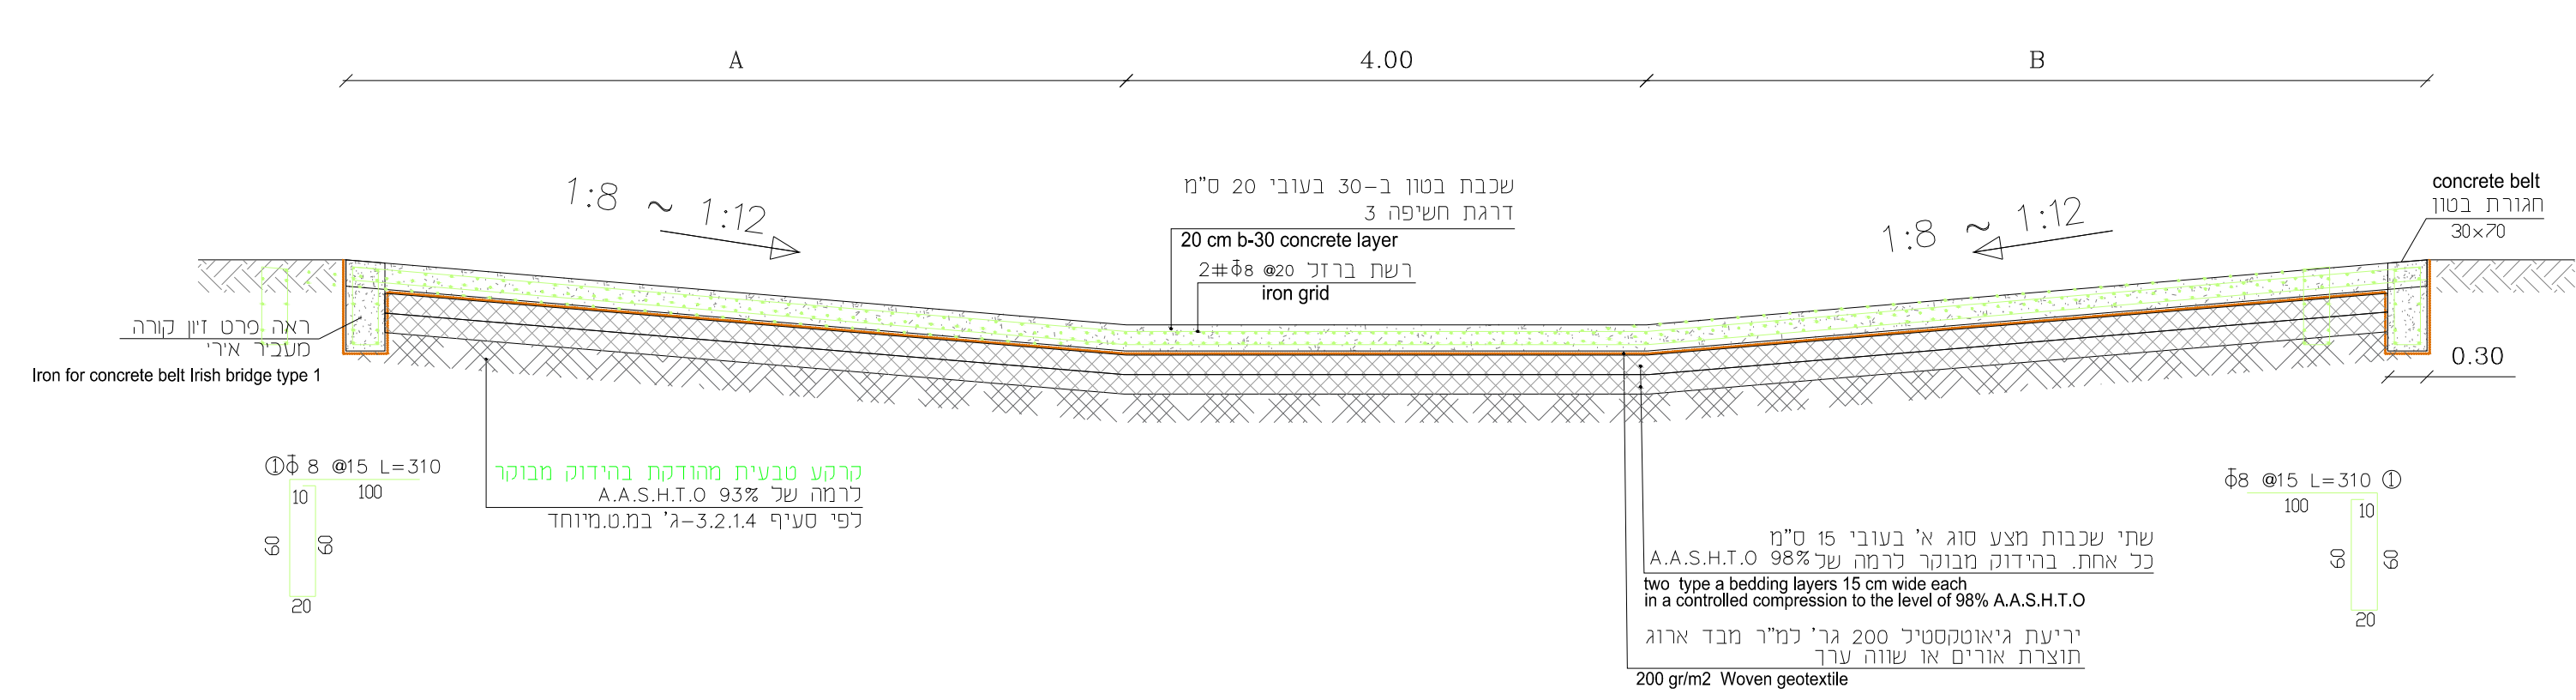 A
4.00
B
1:8 ~ 1:12
שכבת בטון ב-30 בעובי 20 ס"מ
דרגת חשיפה 3
20 cm b-30 concrete layer
רשת ברזל 2#Φ8 @20
iron grid
1:8 ~ 1:12
concrete belt
חגורת בטון
30x70
ראה פרט זיון קורה
מעביר אירי
Iron for concrete belt Irish bridge type 1
0.30
①Φ 8 @15 L=310
10
100
60
60
20
קרקע טבעית מהודקת בהידוק מבוקר
לרמה של 93% A.A.S.H.T.O
לפי סעיף 3.2.1.4-ג' במ.ט.מיוחד
Φ8 @15 L=310 ①
100
10
60
60
20
שתי שכבות מצע סוג א' בעובי 15 ס"מ
כל אחת. בהידוק מבוקר לרמה של 98% A.A.S.H.T.O
two type a bedding layers 15 cm wide each
in a controlled compression to the level of 98% A.A.S.H.T.O
יריעת גיאוטקסטיל 200 גר' למ"ר מבד ארוג
תוצרת אורים או שווה ערך
200 gr/m2 Woven geotextile